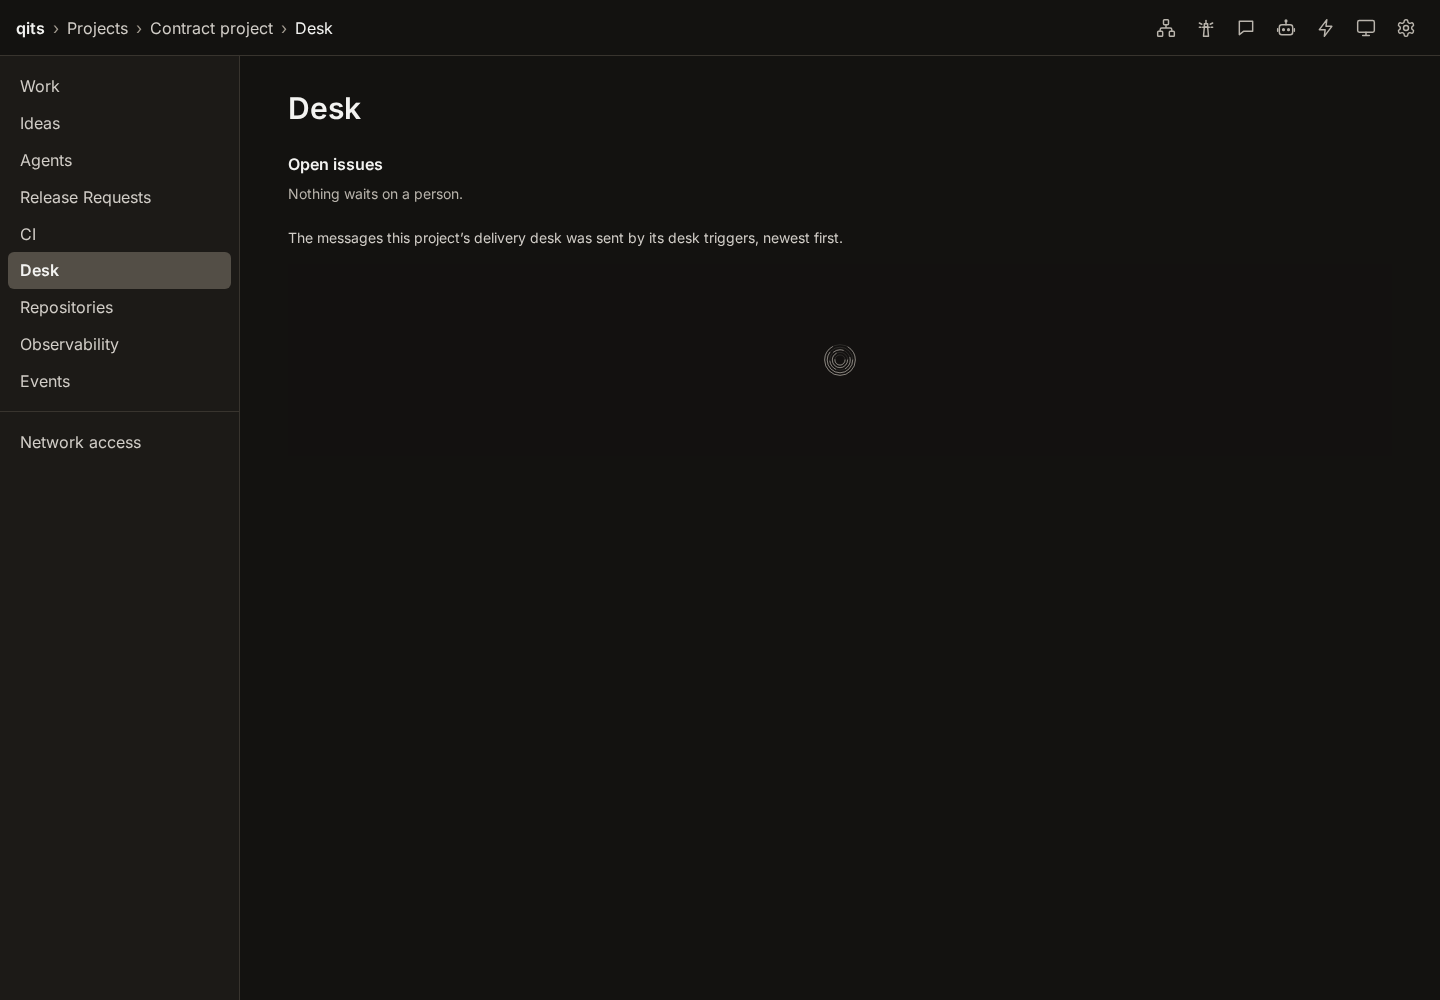 qits › Projects › Contract project › Desk
Work
Ideas
Agents
Release Requests
CI
Desk
Repositories
Observability
Events
Network access
Desk
Open issues
Nothing waits on a person.
The messages this project’s delivery desk was sent by its desk triggers, newest first.